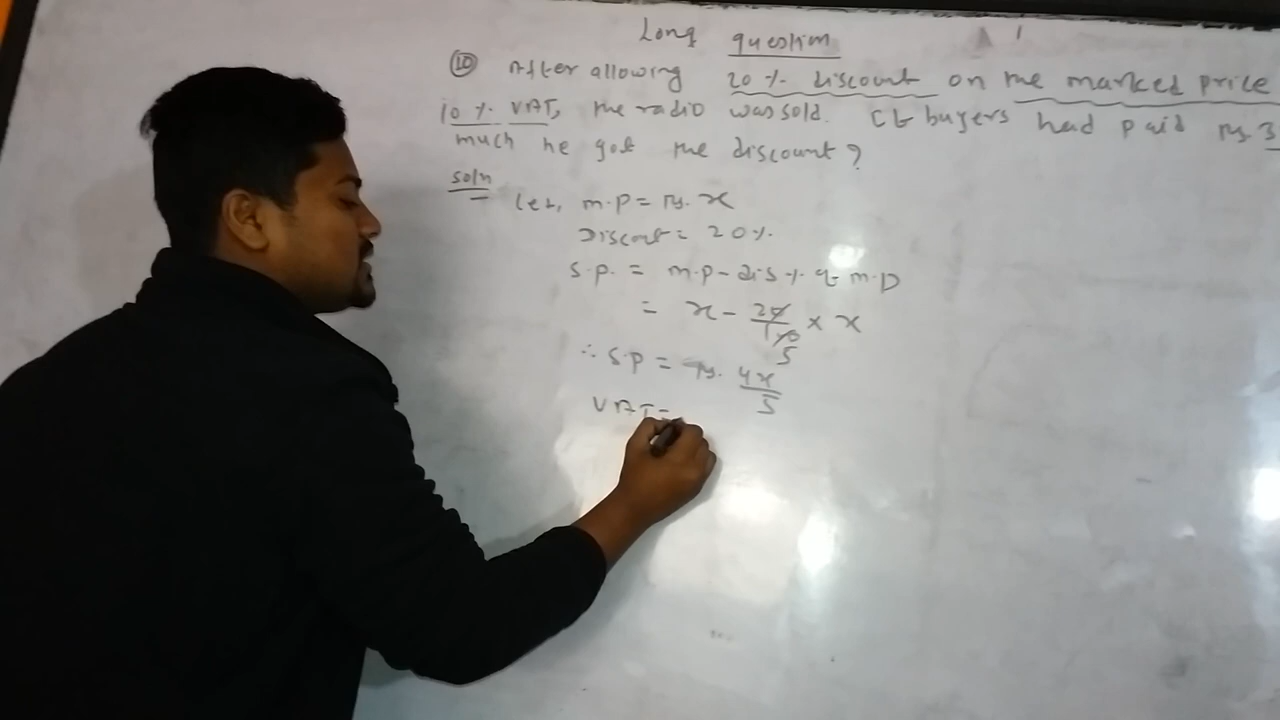 Long question
(10) After allowing 20% discount on the marked price
10% VAT, the radio was sold. If buyers had paid rs. 3
much he got the discount?
soln
Let, m.p = rs. x
Discout = 20%.
S.p. = m.p - dis% of m.p
= x - 20/100 × x
5
∴ S.p = rs. 4x/5
VAT =